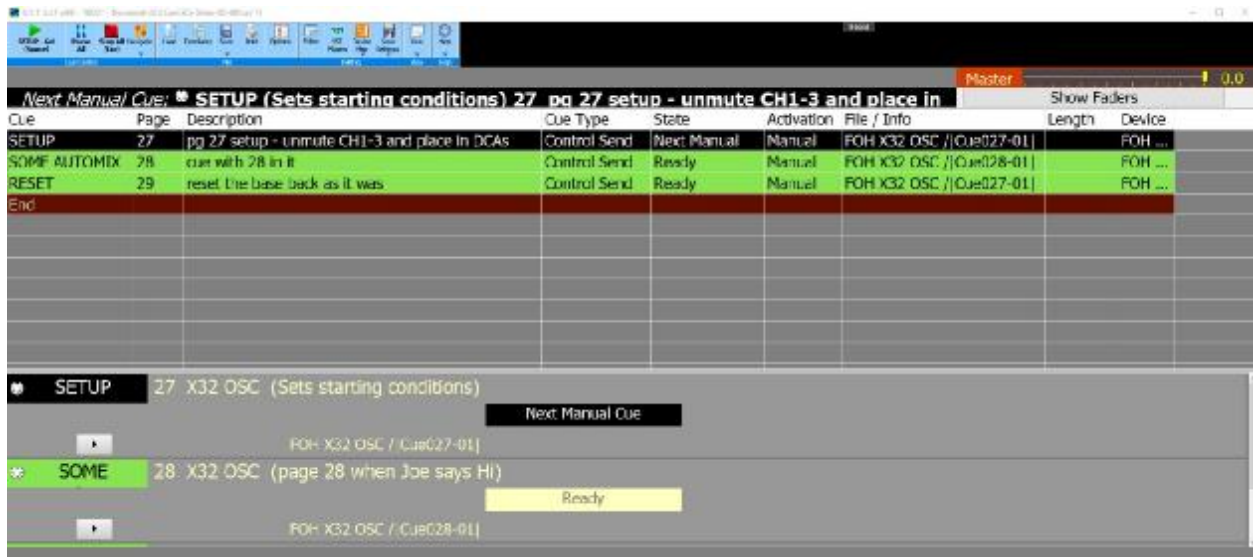 Master 0.0
Next Manual Cue: * SETUP (Sets starting conditions) 27 pg 27 setup - unmute CH1-3 and place in
Show Faders
Cue Page Description Cue Type State Activation File / Info Length Device
SETUP 27 pg 27 setup - unmute CH1-3 and place in DCAs Control Send Next Manual Manual FOH X32 OSC /|Cue027-01| FOH ...
SOME AUTOMIX 28 cue with 28 in it Control Send Ready Manual FOH X32 OSC /|Cue028-01| FOH ...
RESET 29 reset the base back as it was Control Send Ready Manual FOH X32 OSC /|Cue027-01| FOH ...
End
SETUP 27 X32 OSC (Sets starting conditions)
Next Manual Cue
FOH X32 OSC /|Cue027-01|
SOME 28 X32 OSC (page 28 when Joe says Hi)
Ready
FOH X32 OSC /|Cue028-01|